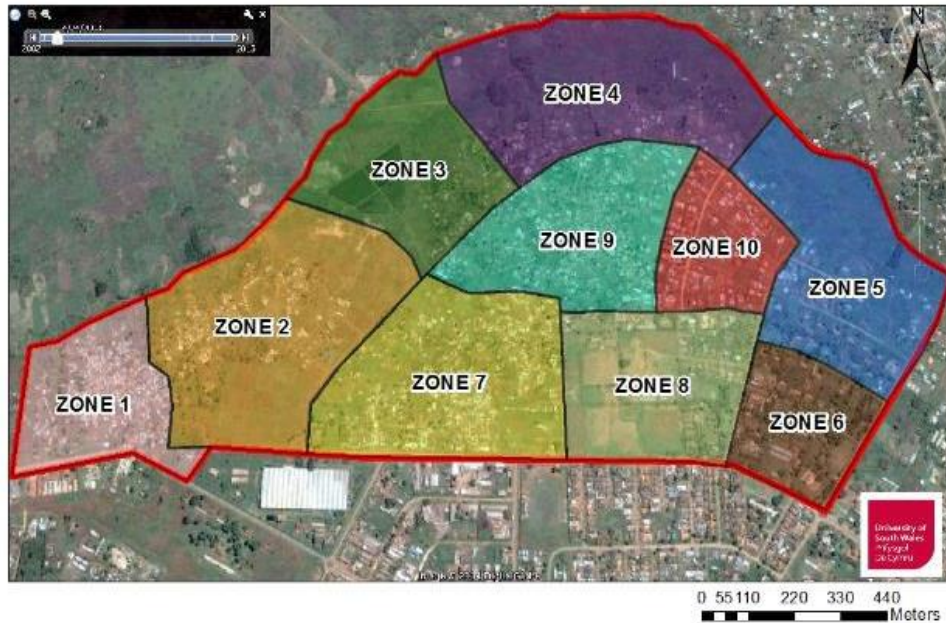 2002
2013
N
ZONE 4
ZONE 3
ZONE 9
ZONE 10
ZONE 5
ZONE 2
ZONE 7
ZONE 8
ZONE 1
ZONE 6
University of
South Wales
Prifysgol
De Cymru
0 55 110 220 330 440
Meters